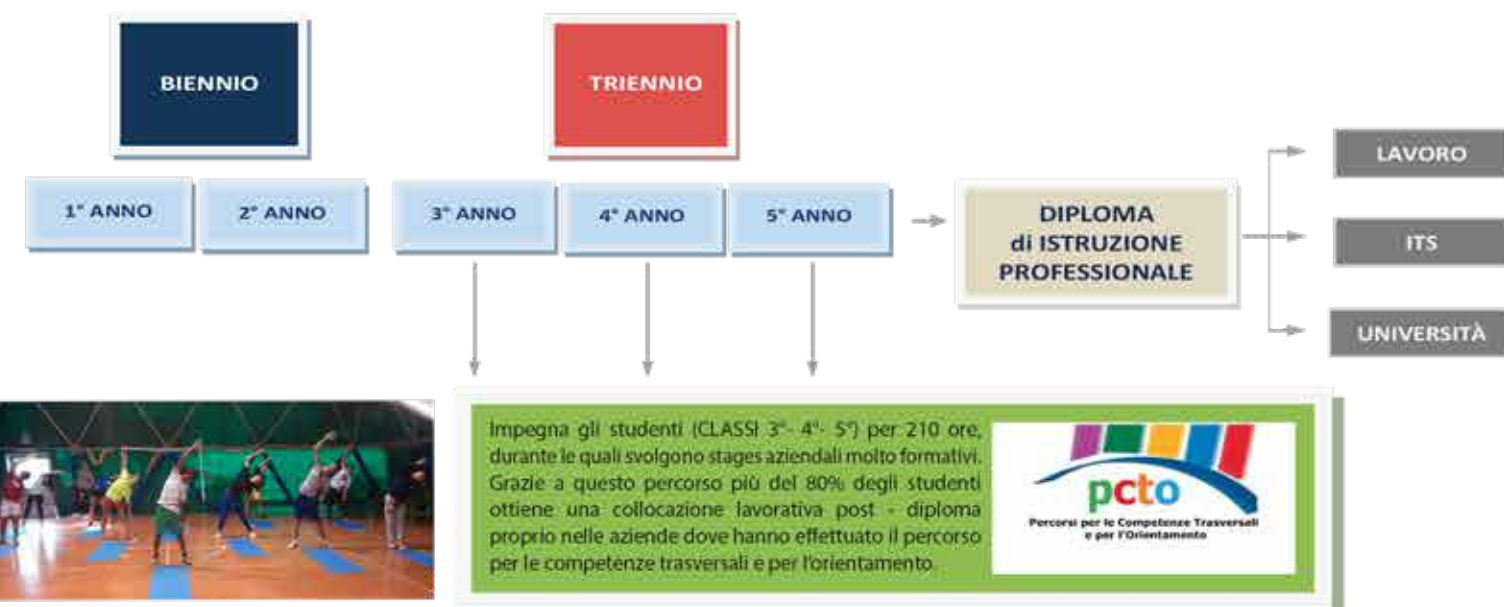 BIENNIO
TRIENNIO
1° ANNO
2° ANNO
3° ANNO
4° ANNO
5° ANNO
DIPLOMA
di ISTRUZIONE
PROFESSIONALE
LAVORO
ITS
UNIVERSITÀ
Impegna gli studenti (CLASSI 3°- 4°- 5°) per 210 ore,
durante le quali svolgono stages aziendali molto formativi.
Grazie a questo percorso più del 80% degli studenti
ottiene una collocazione lavorativa post - diploma
proprio nelle aziende dove hanno effettuato il percorso
per le competenze trasversali e per l'orientamento.
pcto
Percorsi per le Competenze Trasversali
e per l'Orientamento